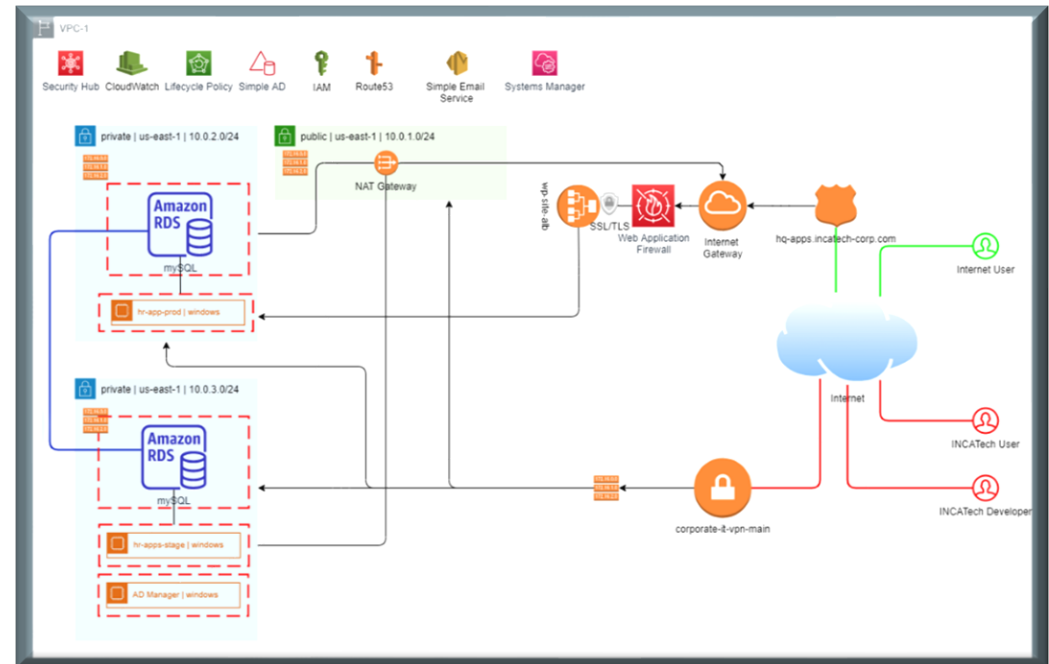 VPC-1
Security Hub
CloudWatch
Lifecycle Policy
Simple AD
IAM
Route53
Simple Email
Service
Systems Manager
private | us-east-1 | 10.0.2.0/24
public | us-east-1 | 10.0.1.0/24
NAT Gateway
Amazon
RDS
mySQL
hr-app-prod | windows
wp-site-alb
SSL/TLS
Web Application
Firewall
Internet
Gateway
hq-apps.incatech-corp.com
Internet User
Internet
private | us-east-1 | 10.0.3.0/24
Amazon
RDS
mySQL
hr-apps-stage | windows
AD Manager | windows
corporate-it-vpn-main
INCATech User
INCATech Developer